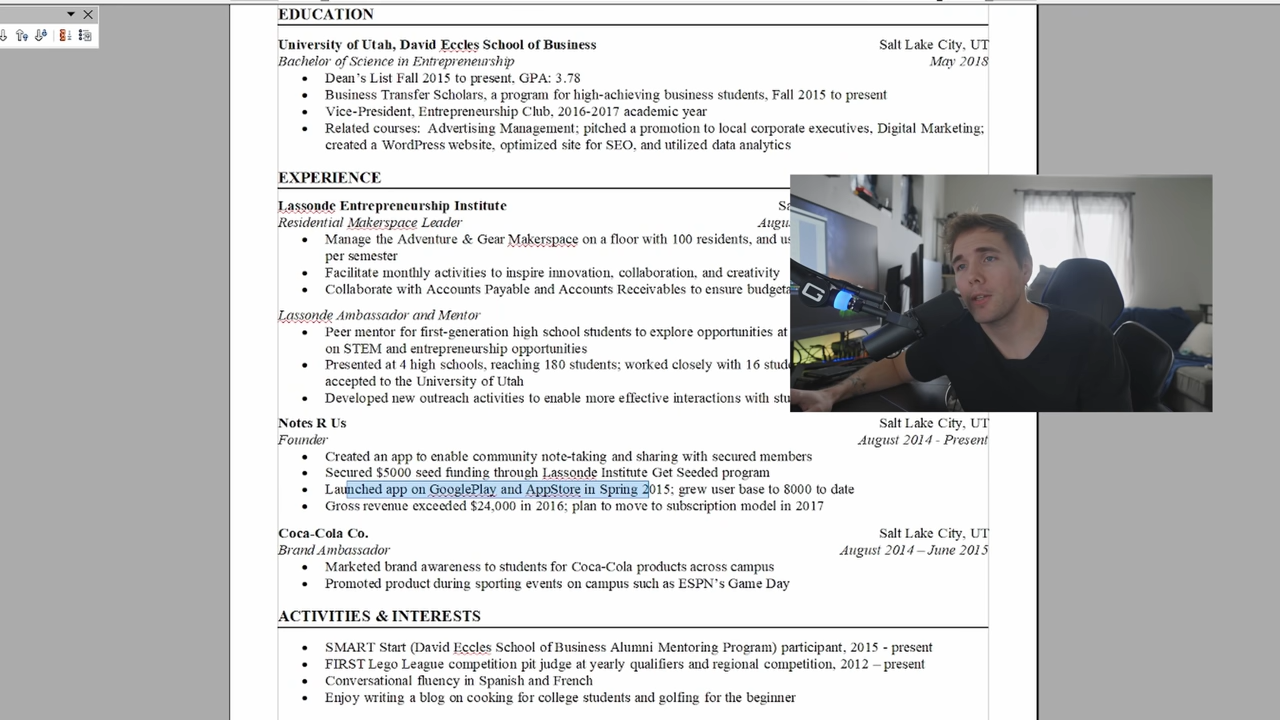 EDUCATION
University of Utah, David Eccles School of Business Salt Lake City, UT
Bachelor of Science in Entrepreneurship May 2018
• Dean's List Fall 2015 to present, GPA: 3.78
• Business Transfer Scholars, a program for high-achieving business students, Fall 2015 to present
• Vice-President, Entrepreneurship Club, 2016-2017 academic year
• Related courses: Advertising Management; pitched a promotion to local corporate executives, Digital Marketing;
created a WordPress website, optimized site for SEO, and utilized data analytics
EXPERIENCE
Lassonde Entrepreneurship Institute
Residential Makerspace Leader
• Manage the Adventure & Gear Makerspace on a floor with 100 residents, and
per semester
• Facilitate monthly activities to inspire innovation, collaboration, and creativity
• Collaborate with Accounts Payable and Accounts Receivables to ensure
Lassonde Ambassador and Mentor
• Peer mentor for first-generation high school students to explore opportunities at
on STEM and entrepreneurship opportunities
• Presented at 4 high schools, reaching 180 students; worked closely with 16
accepted to the University of Utah
• Developed new outreach activities to enable more effective interactions with
Notes R Us Salt Lake City, UT
Founder August 2014 - Present
• Created an app to enable community note-taking and sharing with secured members
• Secured $5000 seed funding through Lassonde Institute Get Seeded program
• Launched app on GooglePlay and AppStore in Spring 2015; grew user base to 8000 to date
• Gross revenue exceeded $24,000 in 2016; plan to move to subscription model in 2017
Coca-Cola Co. Salt Lake City, UT
Brand Ambassador August 2014 – June 2015
• Marketed brand awareness to students for Coca-Cola products across campus
• Promoted product during sporting events on campus such as ESPN's Game Day
ACTIVITIES & INTERESTS
• SMART Start (David Eccles School of Business Alumni Mentoring Program) participant, 2015 - present
• FIRST Lego League competition pit judge at yearly qualifiers and regional competition, 2012 – present
• Conversational fluency in Spanish and French
• Enjoy writing a blog on cooking for college students and golfing for the beginner
G